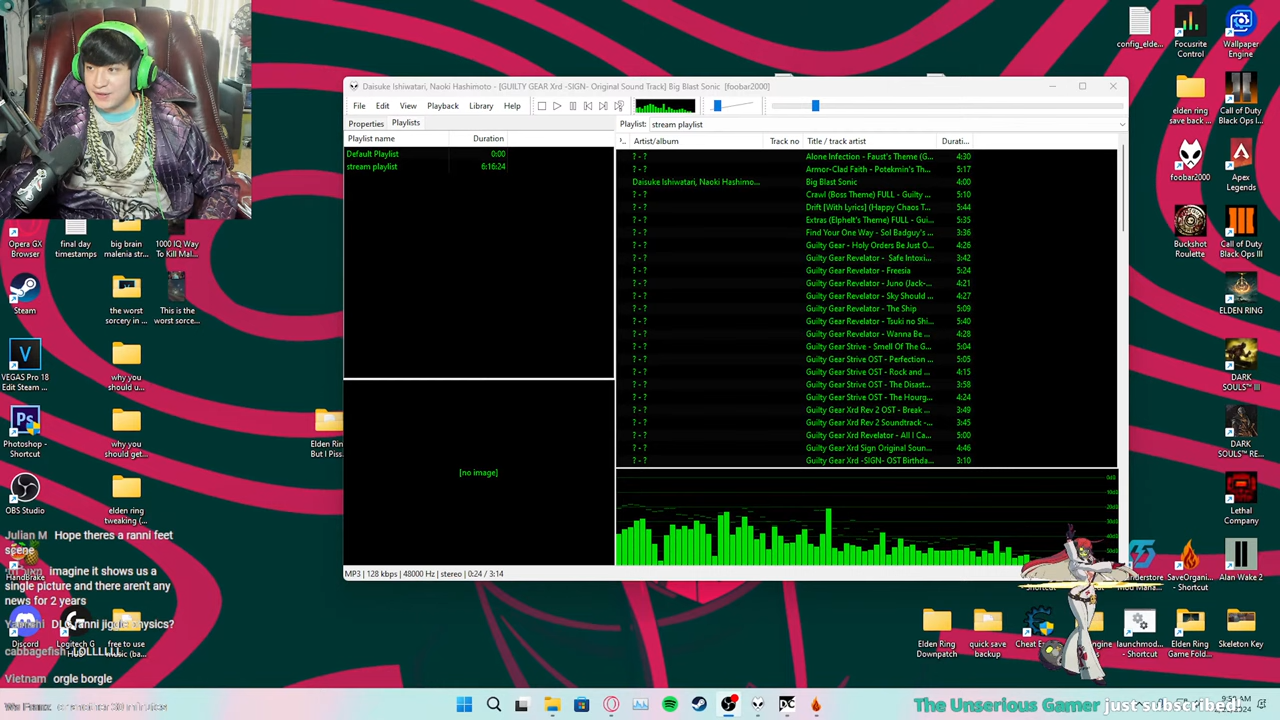 Daisuke Ishiwatari, Naoki Hashimoto - [GUILTY GEAR Xrd -SIGN- Original Sound Track] Big Blast Sonic [foobar2000]
File Edit View Playback Library Help
Properties Playlists
Playlist name Duration
Default Playlist 0:00
stream playlist 6:16:24
[no image]
Playlist: stream playlist
Artist/album Track no Title / track artist Durati...
? - ? Alone Infection - Faust's Theme (G... 4:30
? - ? Armor-Clad Faith - Potekmin's Th... 5:17
Daisuke Ishiwatari, Naoki Hashimo... Big Blast Sonic 4:00
? - ? Crawl (Boss Theme) FULL - Guilty ... 5:10
? - ? Drift [With Lyrics] (Happy Chaos T... 5:44
? - ? Extras (Elphelt's Theme) FULL - Gui... 5:35
? - ? Find Your One Way - Sol Badguy's ... 3:36
? - ? Guilty Gear - Holy Orders Be Just O... 4:26
? - ? Guilty Gear Revelator - Safe Intoxi... 3:42
? - ? Guilty Gear Revelator - Freesia 5:24
? - ? Guilty Gear Revelator - Juno (Jack-... 4:21
? - ? Guilty Gear Revelator - Sky Should ... 4:27
? - ? Guilty Gear Revelator - The Ship 5:09
? - ? Guilty Gear Revelator - Tsuki no Shi... 5:40
? - ? Guilty Gear Revelator - Wanna Be ... 4:28
? - ? Guilty Gear Strive - Smell Of The G... 5:04
? - ? Guilty Gear Strive OST - Perfection ... 5:05
? - ? Guilty Gear Strive OST - Rock and ... 4:15
? - ? Guilty Gear Strive OST - The Disast... 3:58
? - ? Guilty Gear Strive OST - The Hourg... 4:24
? - ? Guilty Gear Xrd Rev 2 OST - Break ... 3:49
? - ? Guilty Gear Xrd Rev 2 Soundtrack -... 3:45
? - ? Guilty Gear Xrd Revelator - All I Ca... 5:00
? - ? Guilty Gear Xrd Sign Original Soun... 4:46
? - ? Guilty Gear Xrd -SIGN- OST Birthda... 3:10
MP3 | 128 kbps | 48000 Hz | stereo | 0:24 / 3:14
Opera GX Browser
final day timestamps
big brain malenia str...
1000 IQ Way To Kill Mal...
Steam
the worst sorcery in ...
This is the worst sorce...
VEGAS Pro 18 Edit Steam ...
why you should u...
Photoshop - Shortcut
why you should get...
Elden Rin
But I Piss
OBS Studio
elden ring tweaking (...
HandBrake
Discord
Logitech G
free to use
Julian M Hope theres a ranni feet scene
imagine it shows us a single picture and there aren't any news for 2 years
DLC ranni jiggle physics?
cabbagefish
Vietnam orgle borgle
config_elde...
Focusrite Control
Wallpaper Engine
elden ring save back ...
Call of Duty Black Ops I...
foobar2000
Apex Legends
Buckshot Roulette
Call of Duty Black Ops III
ELDEN RING
DARK SOULS™ III
DARK SOULS™ RE...
Lethal Company
Alan Wake 2
SaveOrgani... - Shortcut
Elden Ring Downpatch
quick save backup
launchmod... - Shortcut
Elden Ring Game Fold...
Skeleton Key
The Unserious Gamer just subscribed!